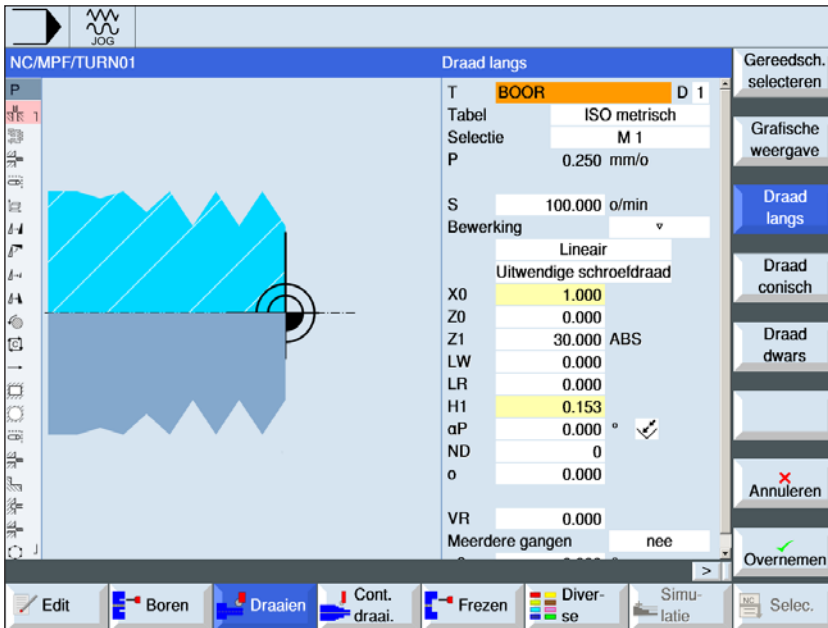 JOG
NC/MPF/TURN01
Draad langs
P
1
T BOOR D 1
Tabel ISO metrisch
Selectie M 1
P 0.250 mm/o
S 100.000 o/min
Bewerking ▿
Lineair
Uitwendige schroefdraad
X0 1.000
Z0 0.000
Z1 30.000 ABS
LW 0.000
LR 0.000
H1 0.153
αP 0.000 °
ND 0
o 0.000
VR 0.000
Meerdere gangen nee
>
Gereedsch.
selecteren
Grafische
weergave
Draad
langs
Draad
conisch
Draad
dwars
Annuleren
Overnemen
Edit
Boren
Draaien
Cont.
draai.
Frezen
Diver-
se
Simu-
latie
NC
Selec.